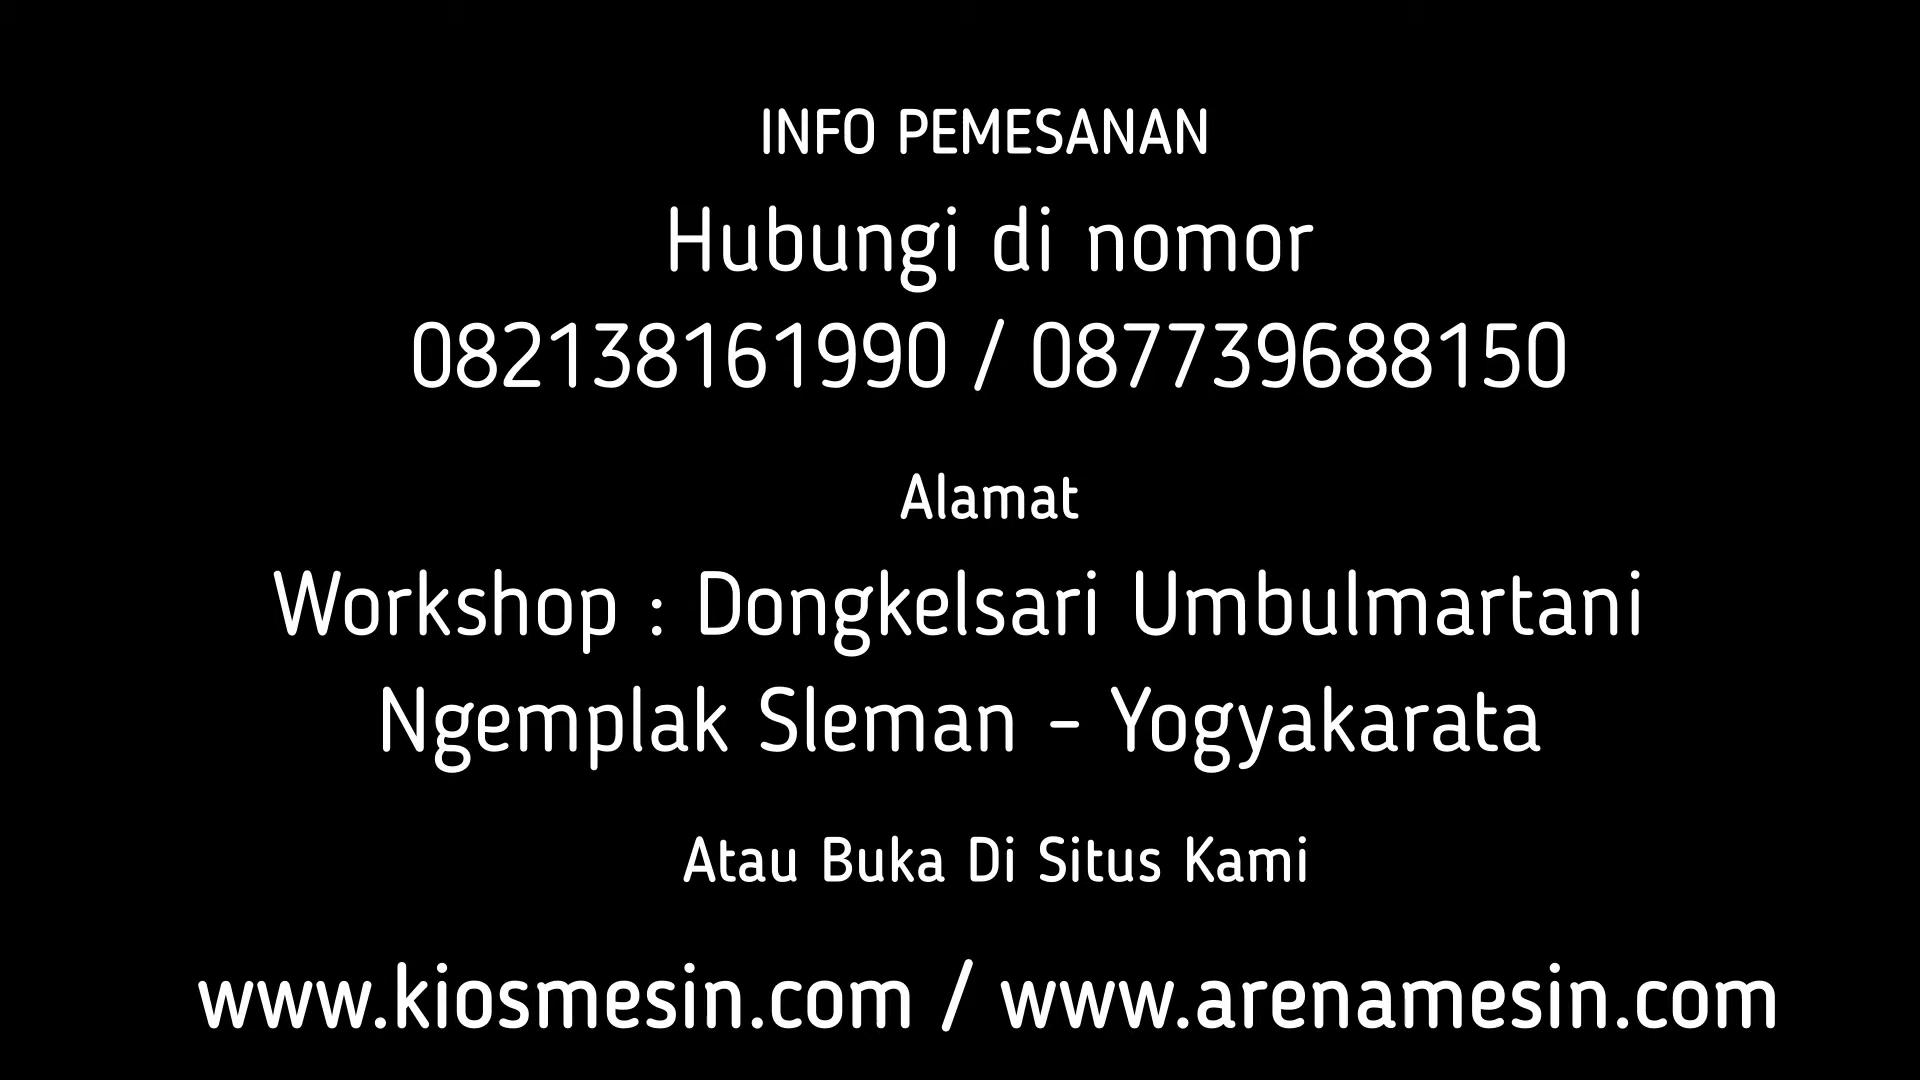 INFO PEMESANAN
Hubungi di nomor
082138161990 / 087739688150
Alamat
Workshop : Dongkelsari Umbulmartani
Ngemplak Sleman - Yogyakarata
Atau Buka Di Situs Kami
www.kiosmesin.com / www.arenamesin.com